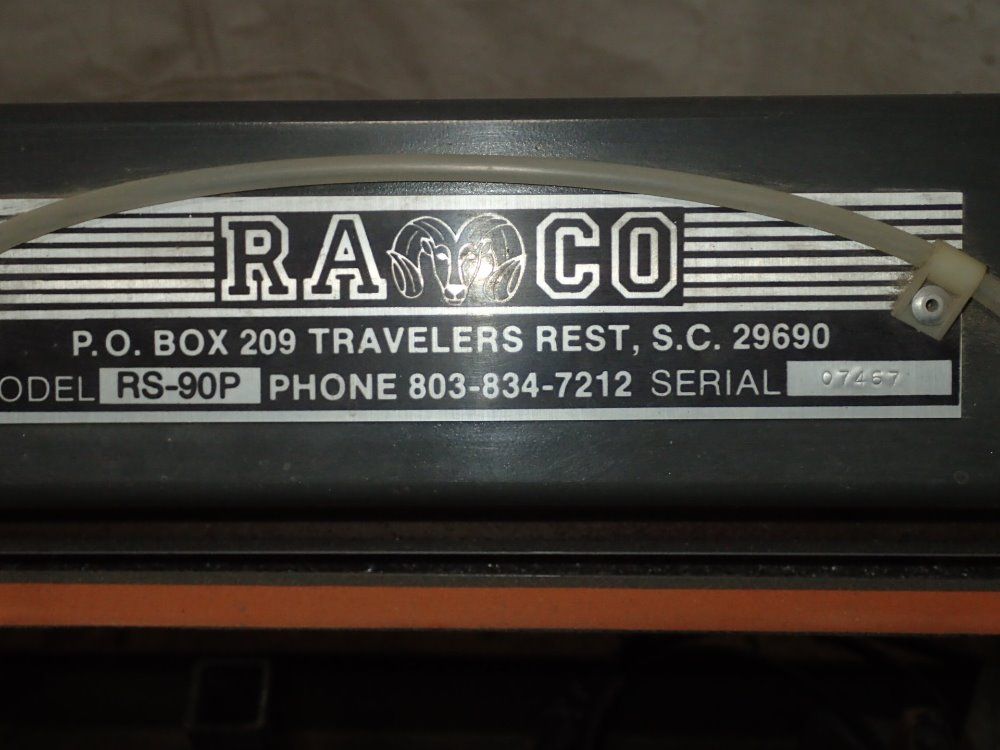 RAMCO
P.O. BOX 209 TRAVELERS REST, S.C. 29690
ODEL RS-90P PHONE 803-834-7212 SERIAL 07467